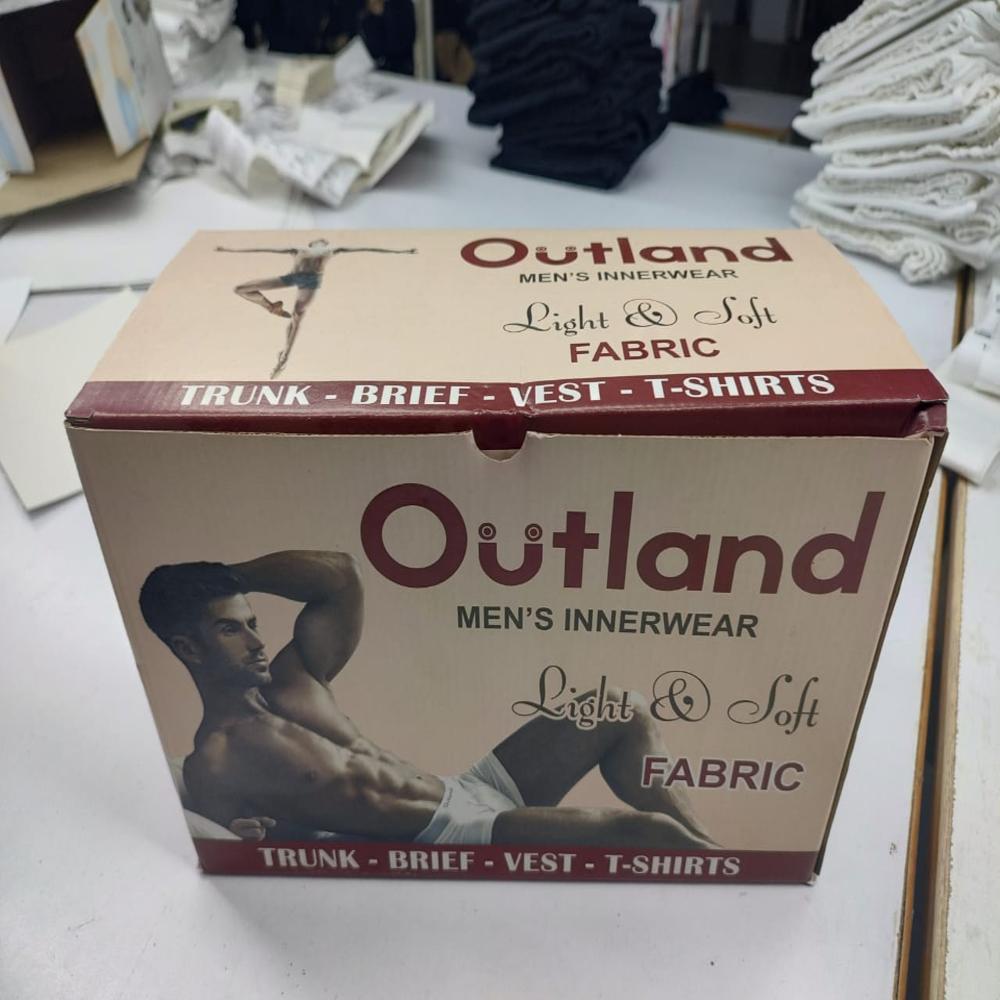 Outland
MEN'S INNERWEAR
Light & Soft
FABRIC
TRUNK - BRIEF - VEST - T-SHIRTS
Outland
MEN'S INNERWEAR
Light & Soft
FABRIC
TRUNK - BRIEF - VEST - T-SHIRTS